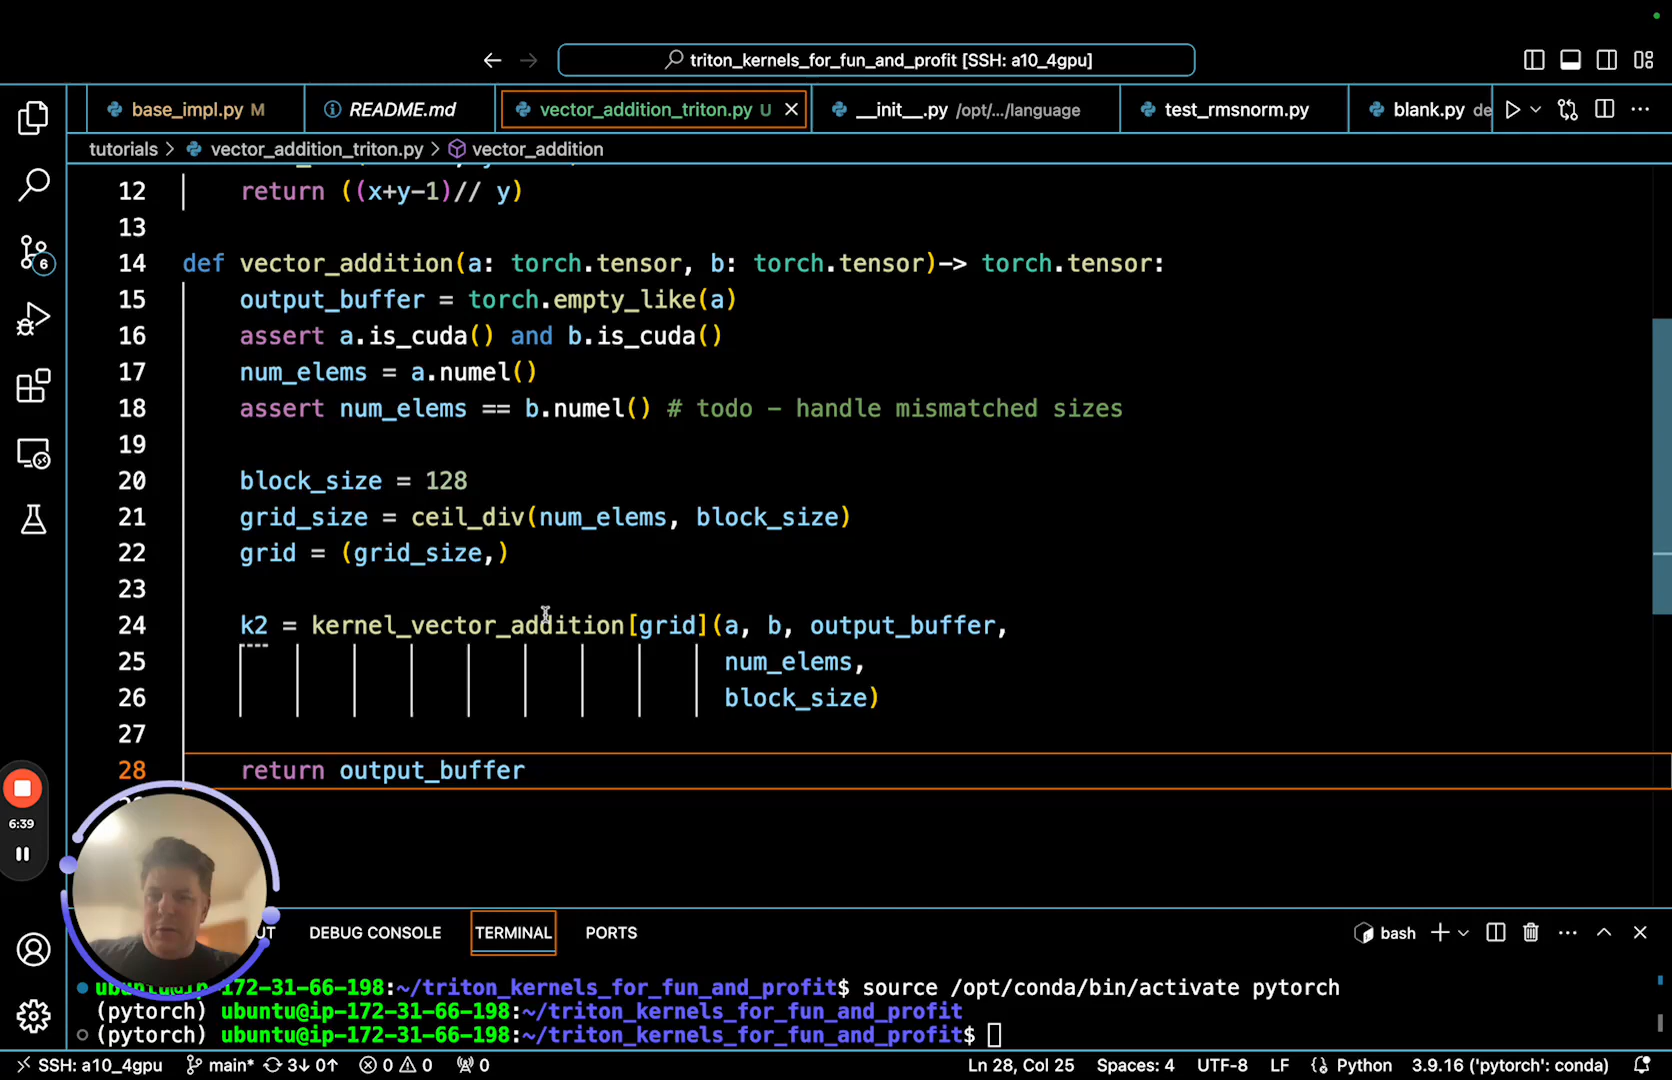 triton_kernels_for_fun_and_profit [SSH: a10_4gpu]
base_impl.py M README.md vector_addition_triton.py U __init__.py /opt/.../language test_rmsnorm.py blank.py de
tutorials > vector_addition_triton.py > vector_addition
12 return ((x+y-1)// y)
13
14 def vector_addition(a: torch.tensor, b: torch.tensor)-> torch.tensor:
15 output_buffer = torch.empty_like(a)
16 assert a.is_cuda() and b.is_cuda()
17 num_elems = a.numel()
18 assert num_elems == b.numel() # todo - handle mismatched sizes
19
20 block_size = 128
21 grid_size = ceil_div(num_elems, block_size)
22 grid = (grid_size,)
23
24 k2 = kernel_vector_addition[grid](a, b, output_buffer,
25 num_elems,
26 block_size)
27
28 return output_buffer
6
6:39
UT DEBUG CONSOLE TERMINAL PORTS bash
ubuntu@ip-172-31-66-198:~/triton_kernels_for_fun_and_profit$ source /opt/conda/bin/activate pytorch
(pytorch) ubuntu@ip-172-31-66-198:~/triton_kernels_for_fun_and_profit
(pytorch) ubuntu@ip-172-31-66-198:~/triton_kernels_for_fun_and_profit$
SSH: a10_4gpu main* 3↓ 0↑ 0 0 0 Ln 28, Col 25 Spaces: 4 UTF-8 LF Python 3.9.16 ('pytorch': conda)